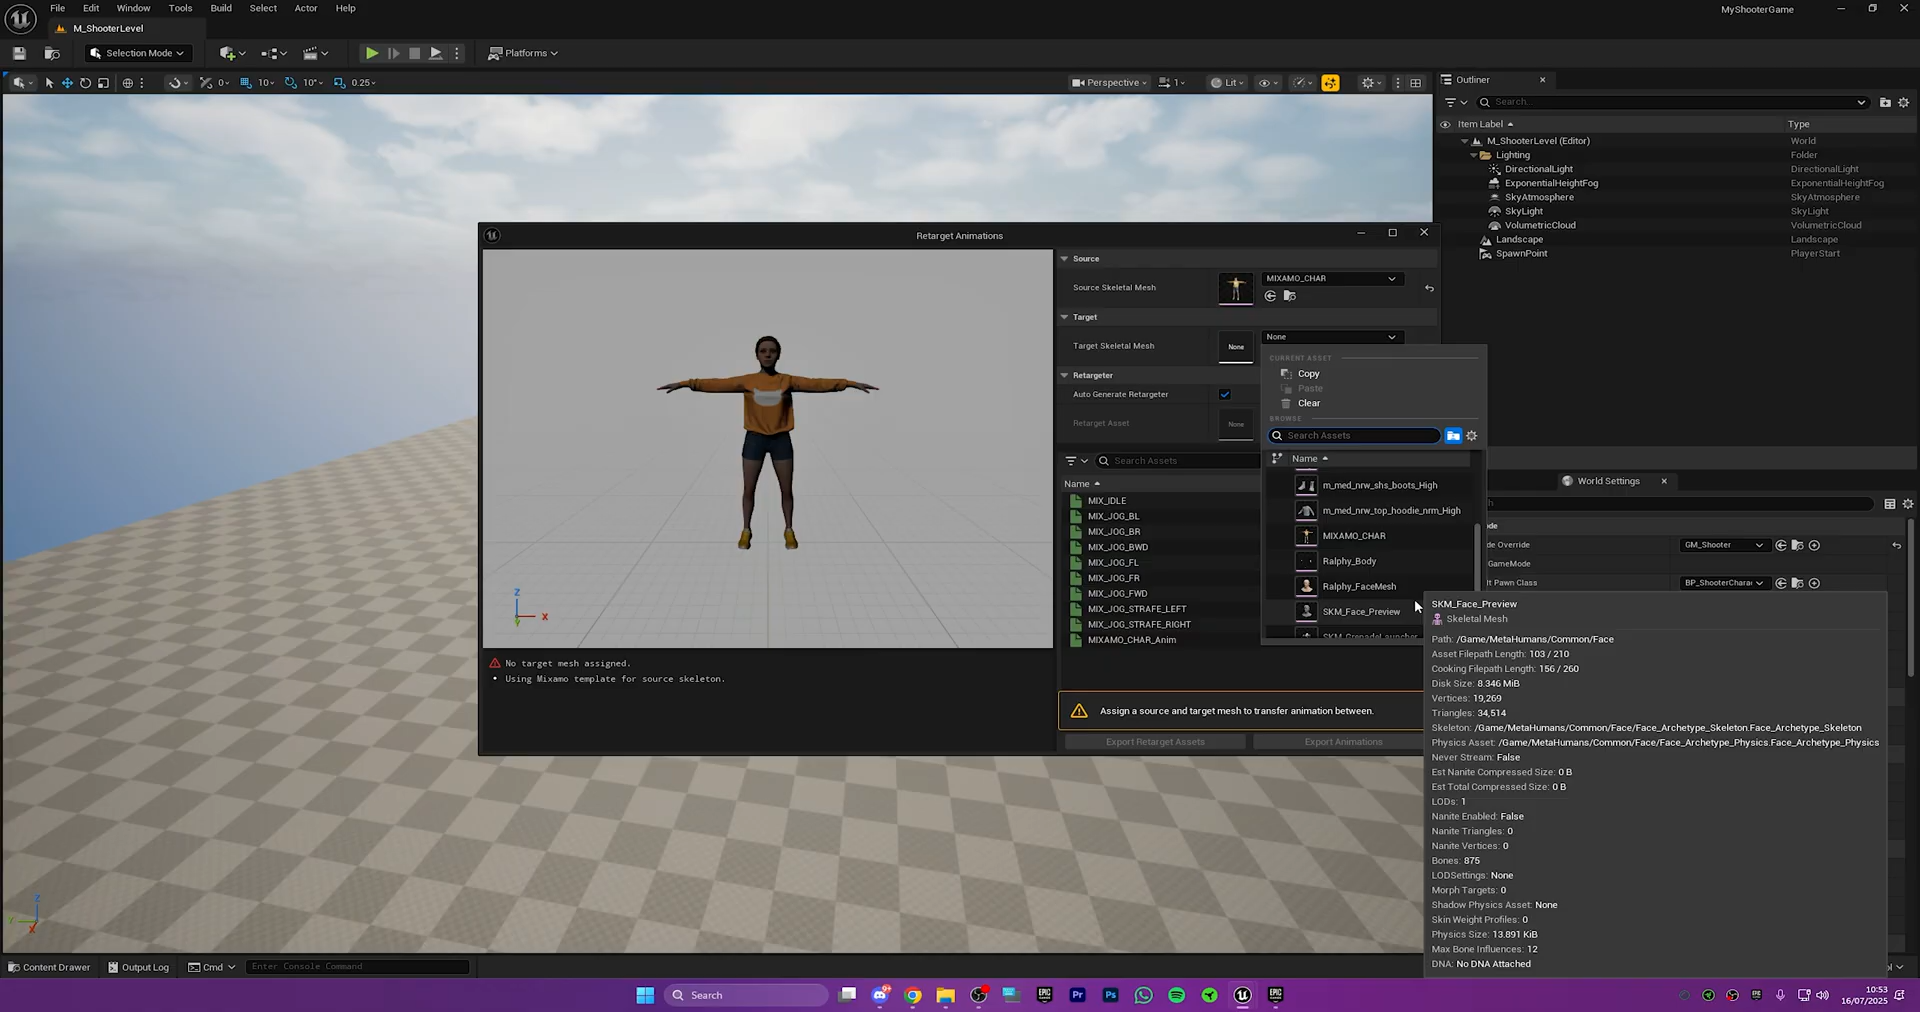 File Edit View Window Tools Build Select Actor Help
MyShooterGame
M_ShooterLevel
Selection Mode
Platforms
0
10
10°
0.25
Perspective
1
Lit
Outliner
Search...
Item Label
Type
M_ShooterLevel (Editor)
World
Lighting
Folder
DirectionalLight
DirectionalLight
ExponentialHeightFog
ExponentialHeightFog
SkyAtmosphere
SkyAtmosphere
SkyLight
SkyLight
VolumetricCloud
VolumetricCloud
Landscape
Landscape
SpawnPoint
PlayerStart
Retarget Animations
Source
Source Skeletal Mesh
MIXAMO_CHAR
Target
Target Skeletal Mesh
None
None
Retargeter
Auto Generate Retargeter
Retarget Asset
None
Search Assets
Name
MIX_IDLE
MIX_JOG_BL
MIX_JOG_BR
MIX_JOG_BWD
MIX_JOG_FL
MIX_JOG_FR
MIX_JOG_FWD
MIX_JOG_STRAFE_LEFT
MIX_JOG_STRAFE_RIGHT
MIXAMO_CHAR_Anim
Z
X
Y
No target mesh assigned.
• Using Mixamo template for source skeleton.
Assign a source and target mesh to transfer animation between.
Export Retarget Assets
Export Animations
CURRENT ASSET
Copy
Paste
Clear
BROWSE
Search Assets
Name
m_med_nrw_shs_boots_High
m_med_nrw_top_hoodie_nrm_High
MIXAMO_CHAR
Ralphy_Body
Ralphy_FaceMesh
SKM_Face_Preview
World Settings
GM_Shooter
BP_ShooterChara
SKM_Face_Preview
Skeletal Mesh
Path: /Game/MetaHumans/Common/Face
Asset Filepath Length: 103 / 210
Cooking Filepath Length: 156 / 260
Disk Size: 8.346 MiB
Vertices: 19,269
Triangles: 34,514
Skeleton: /Game/MetaHumans/Common/Face/Face_Archetype_Skeleton.Face_Archetype_Skeleton
Physics Asset: /Game/MetaHumans/Common/Face/Face_Archetype_Physics.Face_Archetype_Physics
Never Stream: False
Est Nanite Compressed Size: 0 B
Est Total Compressed Size: 0 B
LODs: 1
Nanite Enabled: False
Nanite Triangles: 0
Nanite Vertices: 0
Bones: 875
LODSettings: None
Morph Targets: 0
Shadow Physics Asset: None
Skin Weight Profiles: 0
Physics Size: 13.891 KiB
Max Bone Influences: 12
DNA: No DNA Attached
Z
Y
X
Content Drawer
Output Log
Cmd
Enter Console Command
Search
10:53
16/07/2025